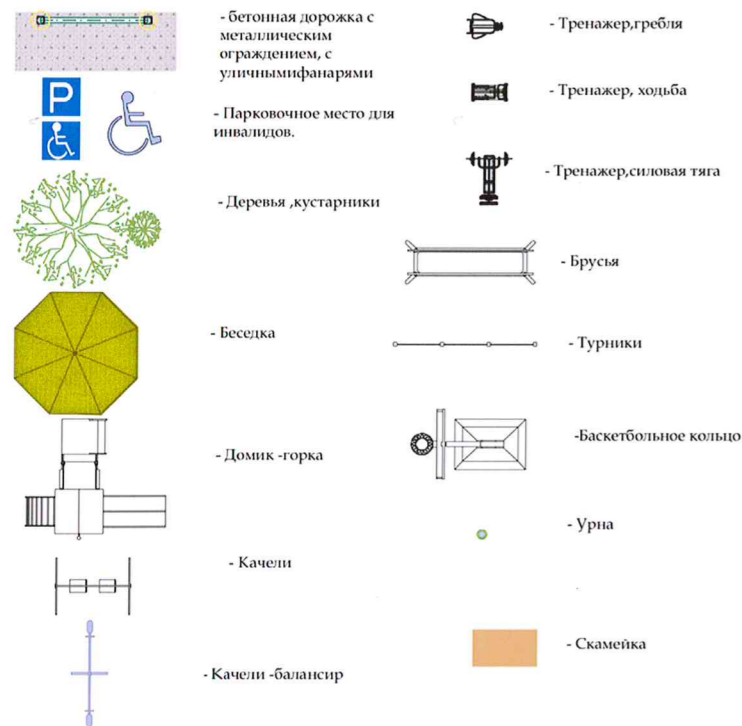 - бетонная дорожка с
металлическим
ограждением, с
уличнымифанарями
P
- Парковочное место для
инвалидов.
- Деревья ,кустарники
- Беседка
- Домик -горка
- Качели
- Качели -балансир
- Тренажер,гребля
- Тренажер, ходьба
- Тренажер,силовая тяга
- Брусья
- Турники
-Баскетбольное кольцо
- Урна
- Скамейка